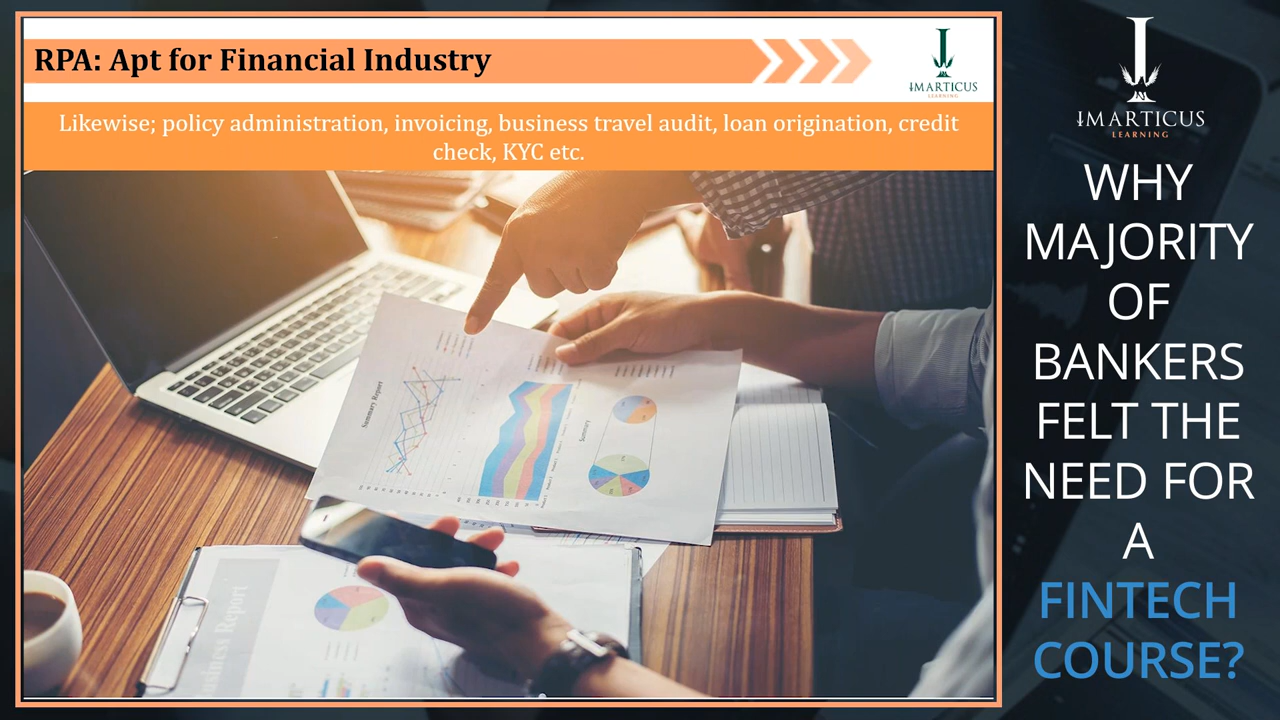 RPA: Apt for Financial Industry
IMARTICUS
LEARNING
Likewise; policy administration, invoicing, business travel audit, loan origination, credit
check, KYC etc.
Summary Report
Summary
Business Report
IMARTICUS
LEARNING
WHY
MAJORITY
OF
BANKERS
FELT THE
NEED FOR
A
FINTECH
COURSE?